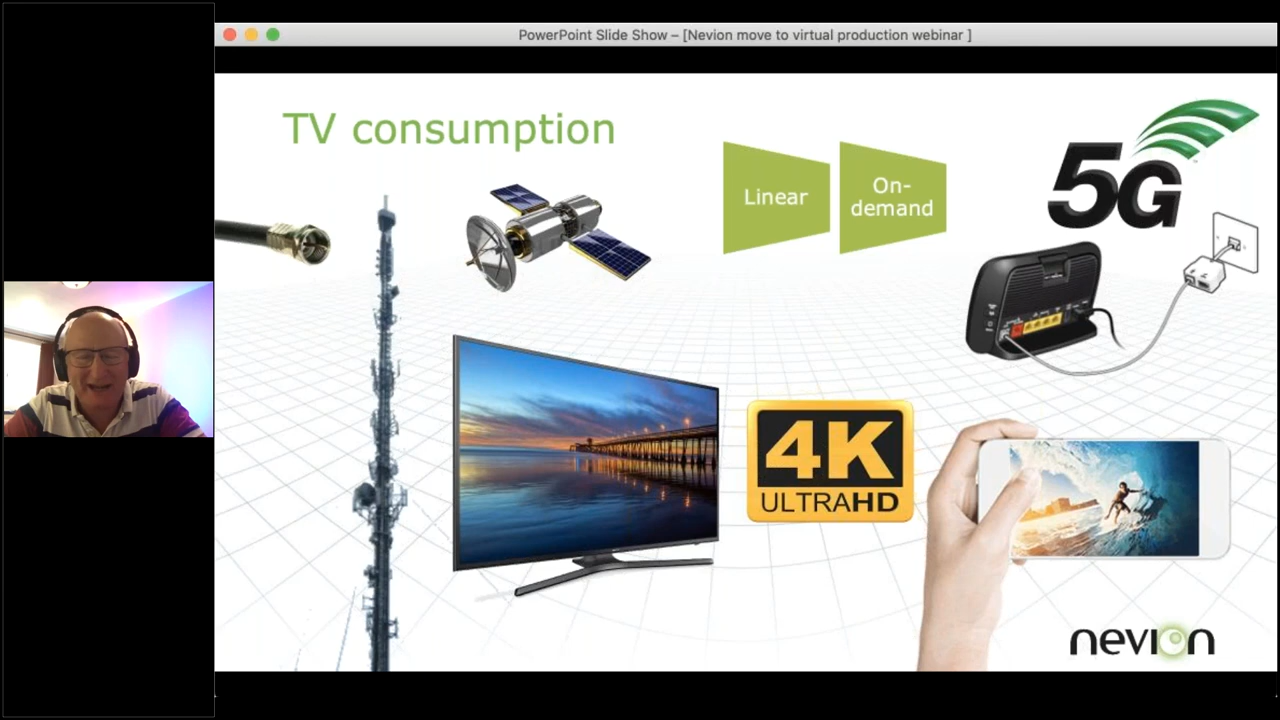 PowerPoint Slide Show – [Nevion move to virtual production webinar ]
TV consumption
Linear
On-
demand
5G
4K
ULTRAHD
nevion